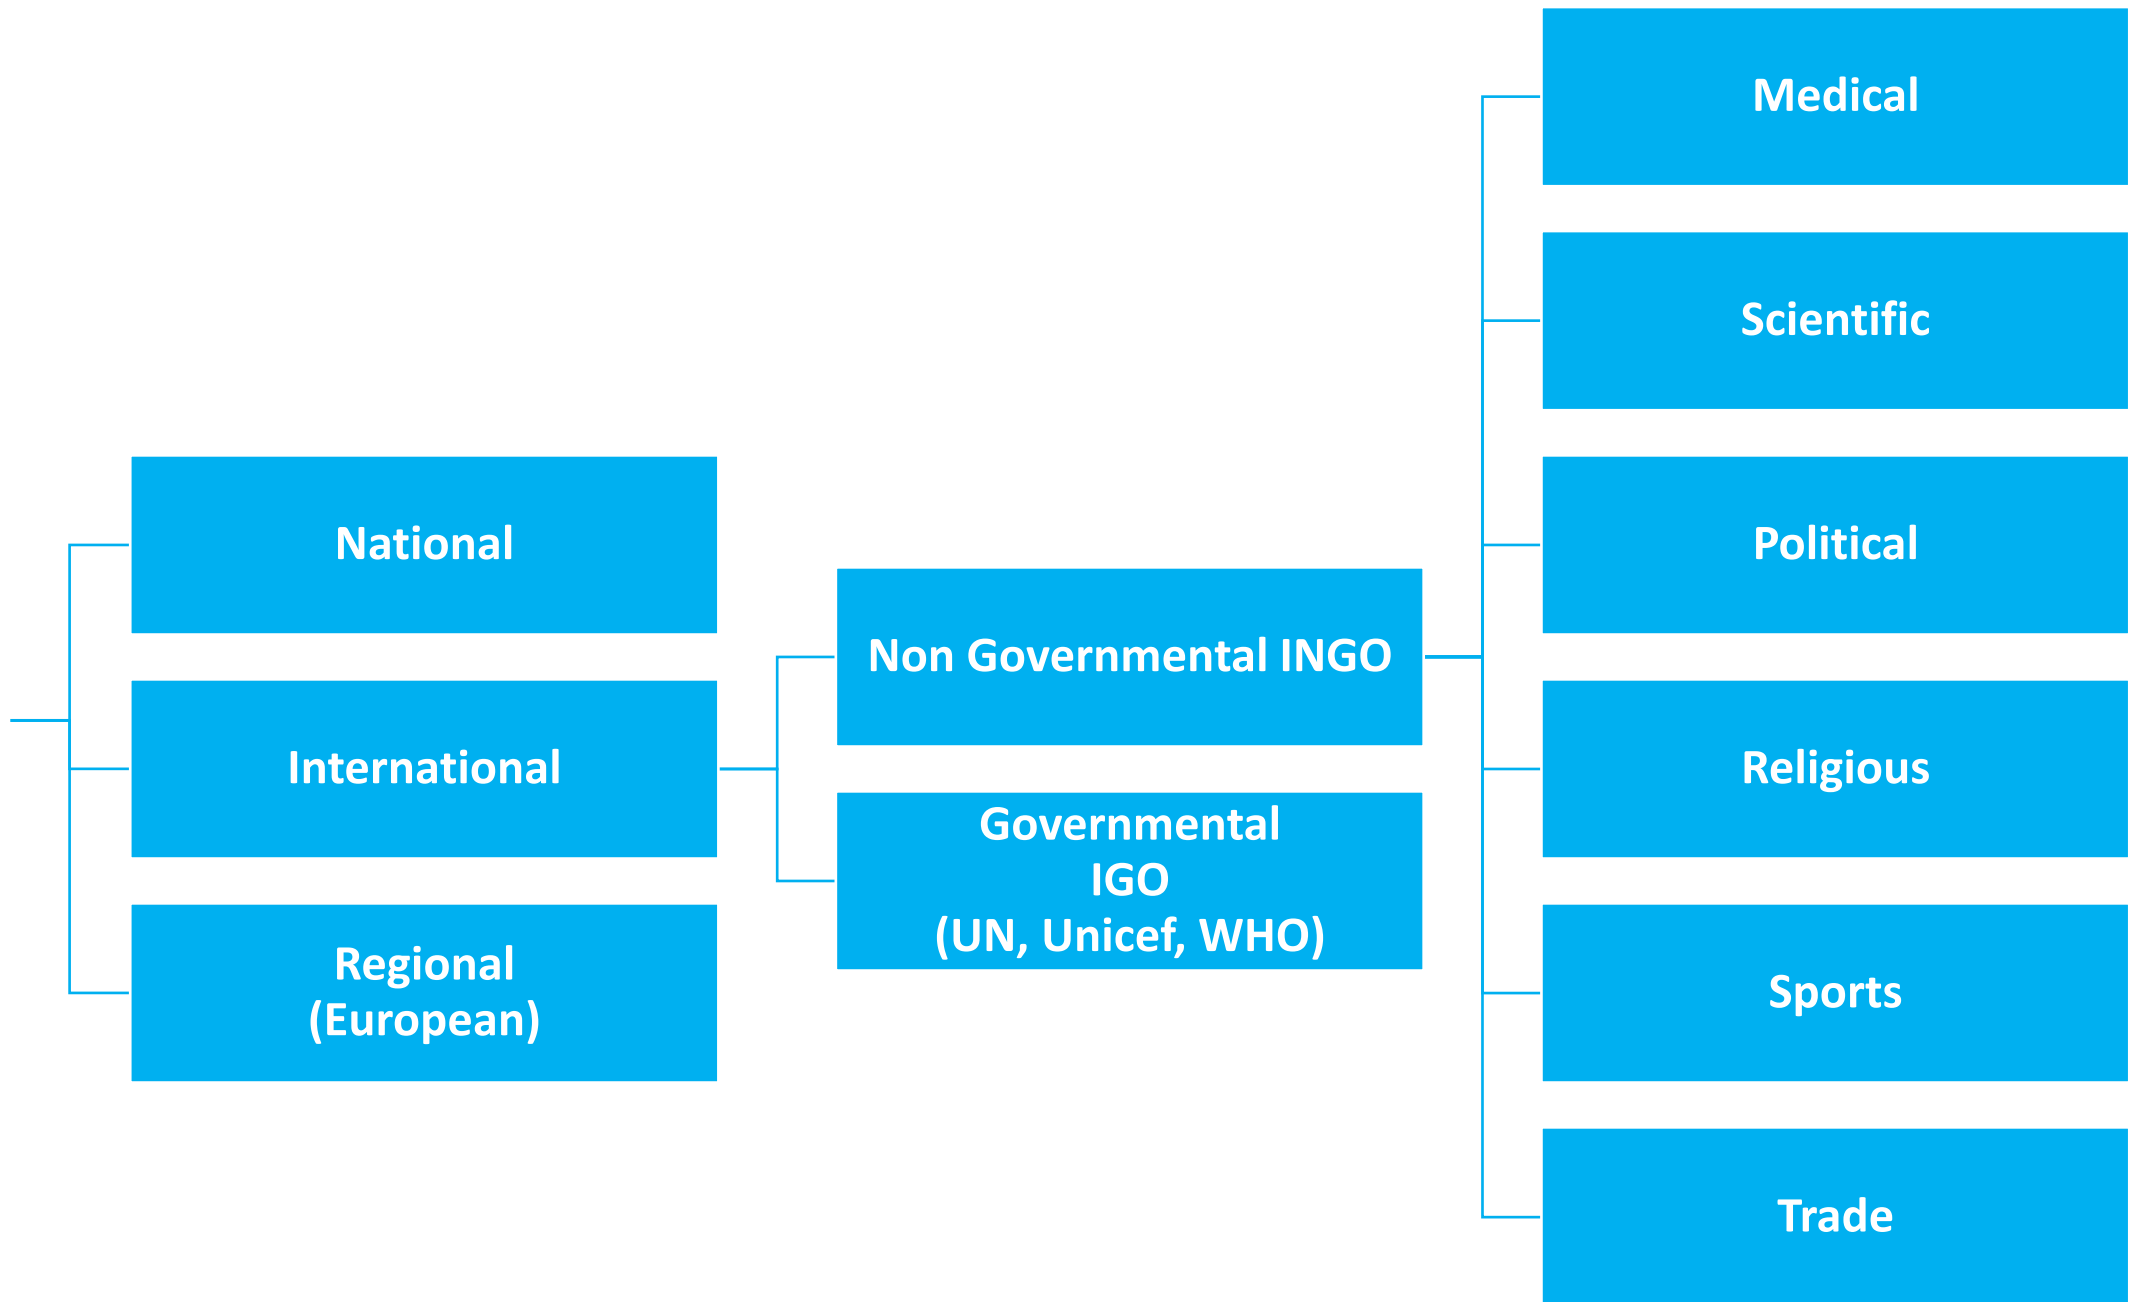 National
International
Regional
(European)
Non Governmental INGO
Governmental
IGO
(UN, Unicef, WHO)
Medical
Scientific
Political
Religious
Sports
Trade